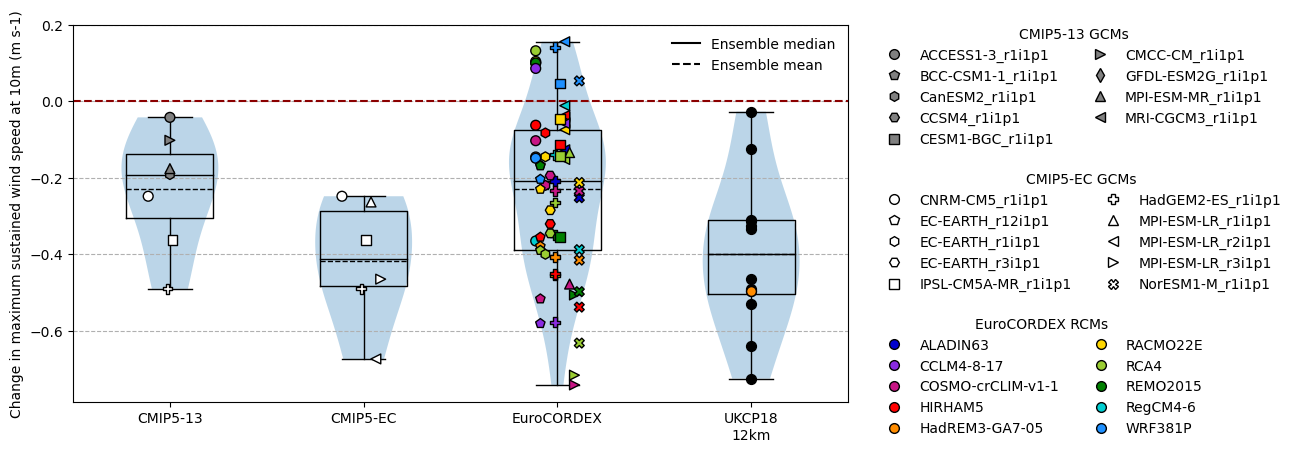 Change in maximum sustained wind speed at 10m (m s-1)
0.2
0.0
−0.2
−0.4
−0.6
Ensemble median
Ensemble mean
CMIP5-13
CMIP5-EC
EuroCORDEX
UKCP18
12km
CMIP5-13 GCMs
ACCESS1-3_r1i1p1
BCC-CSM1-1_r1i1p1
CanESM2_r1i1p1
CCSM4_r1i1p1
CESM1-BGC_r1i1p1
CMCC-CM_r1i1p1
GFDL-ESM2G_r1i1p1
MPI-ESM-MR_r1i1p1
MRI-CGCM3_r1i1p1
CMIP5-EC GCMs
CNRM-CM5_r1i1p1
EC-EARTH_r12i1p1
EC-EARTH_r1i1p1
EC-EARTH_r3i1p1
IPSL-CM5A-MR_r1i1p1
HadGEM2-ES_r1i1p1
MPI-ESM-LR_r1i1p1
MPI-ESM-LR_r2i1p1
MPI-ESM-LR_r3i1p1
NorESM1-M_r1i1p1
EuroCORDEX RCMs
ALADIN63
CCLM4-8-17
COSMO-crCLIM-v1-1
HIRHAM5
HadREM3-GA7-05
RACMO22E
RCA4
REMO2015
RegCM4-6
WRF381P